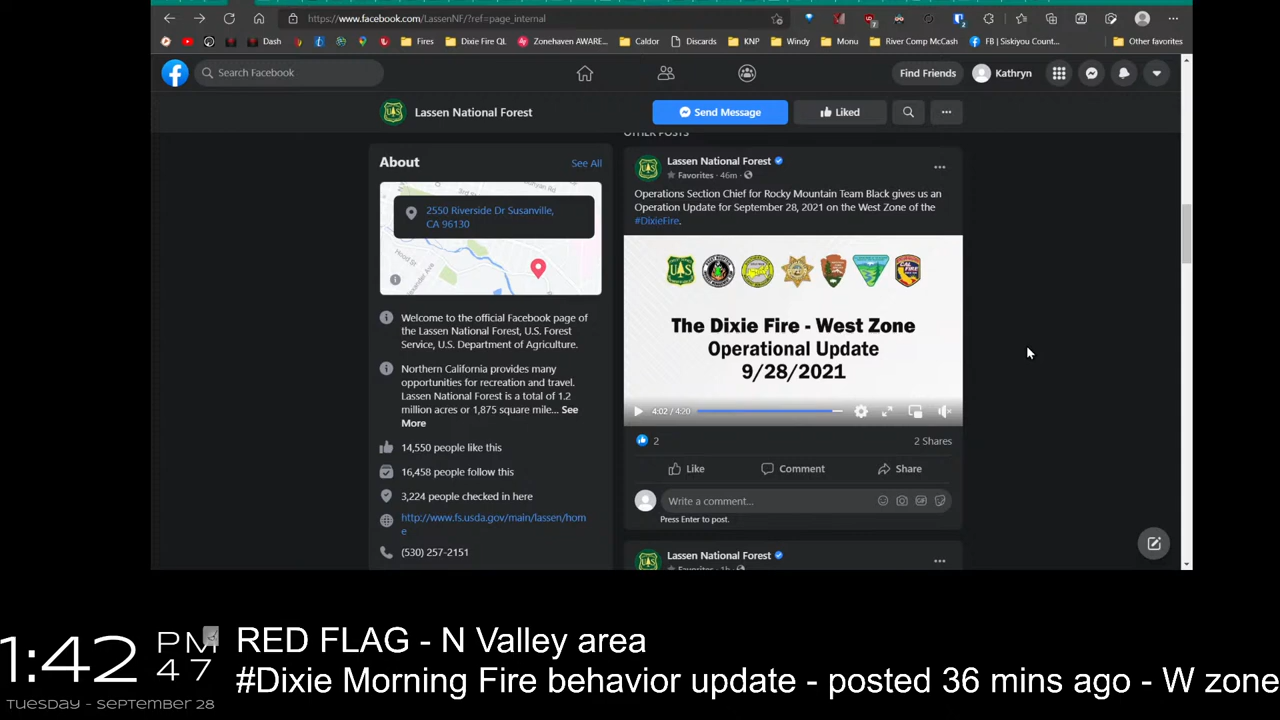 https://www.facebook.com/LassenNF/?ref=page_internal
Dash
Fires
Dixie Fire QL
Zonehaven AWARE...
Caldor
Discards
KNP
Windy
Monu
River Comp McCash
FB | Siskiyou Count...
Other favorites
Search Facebook
Find Friends
Kathryn
Lassen National Forest
Send Message
Liked
OTHER POSTS
About
See All
2550 Riverside Dr Susanville,
CA 96130
Hood St
Welcome to the official Facebook page of
the Lassen National Forest, U.S. Forest
Service, U.S. Department of Agriculture.
Northern California provides many
opportunities for recreation and travel.
Lassen National Forest is a total of 1.2
million acres or 1,875 square mile... See
More
14,550 people like this
16,458 people follow this
3,224 people checked in here
http://www.fs.usda.gov/main/lassen/hom
e
(530) 257-2151
Lassen National Forest
Favorites · 46m ·
Operations Section Chief for Rocky Mountain Team Black gives us an
Operation Update for September 28, 2021 on the West Zone of the
#DixieFire.
The Dixie Fire - West Zone
Operational Update
9/28/2021
4:02 / 4:20
2
2 Shares
Like
Comment
Share
Write a comment...
Press Enter to post.
Lassen National Forest
1:42 PM
47
TUESDAY - SEPTEMBER 28
RED FLAG - N Valley area
#Dixie Morning Fire behavior update - posted 36 mins ago - W zone